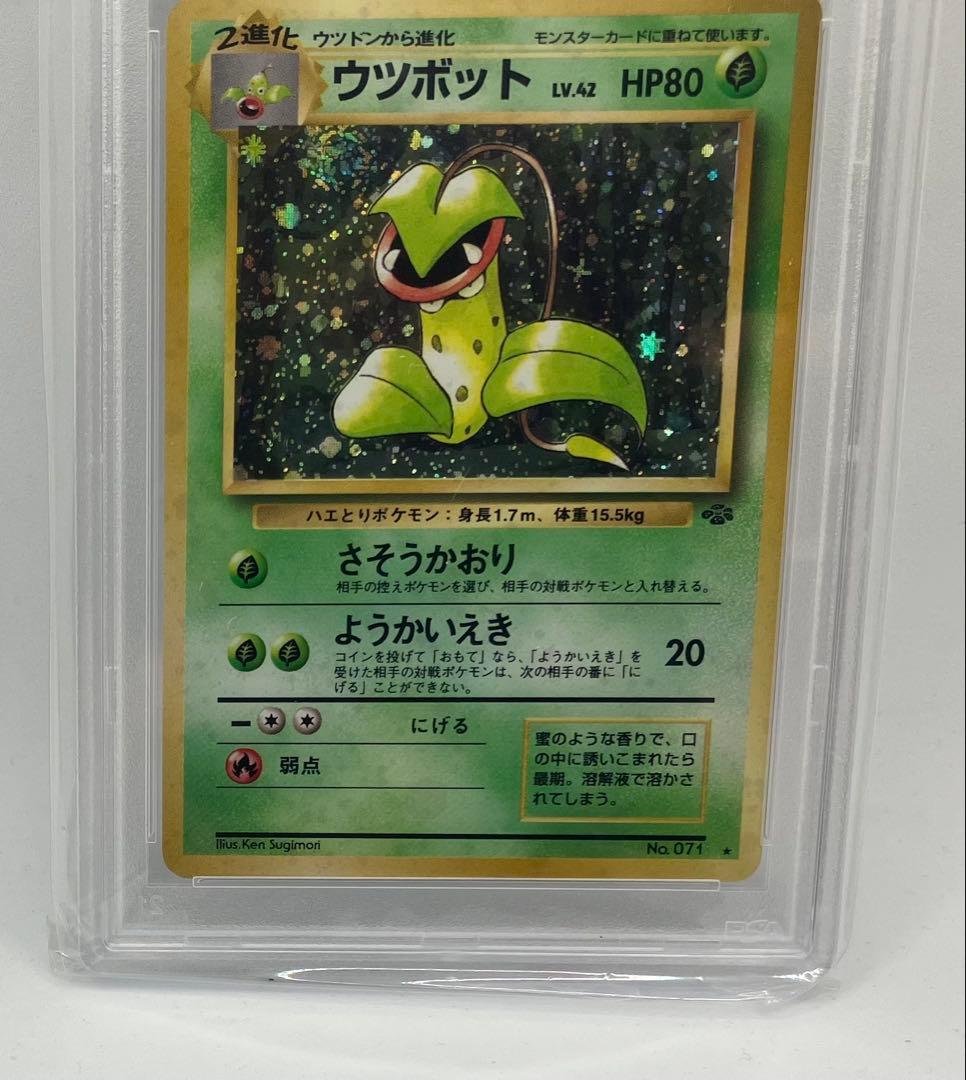 2進化 ウツドンから進化 モンスターカードに重ねて使います。
ウツボット LV.42 HP80
ハエとりポケモン：身長1.7m、体重15.5kg
さそうかおり
相手の控えポケモンを選び、相手の対戦ポケモンと入れ替える。
ようかいえき 20
コインを投げて「おもて」なら、「ようかいえき」を
受けた相手の対戦ポケモンは、次の相手の番に「に
げる」ことができない。
にげる
弱点
蜜のような香りで、口
の中に誘いこまれたら
最期。溶解液で溶かさ
れてしまう。
Illus. Ken Sugimori No. 071 ★
PSA